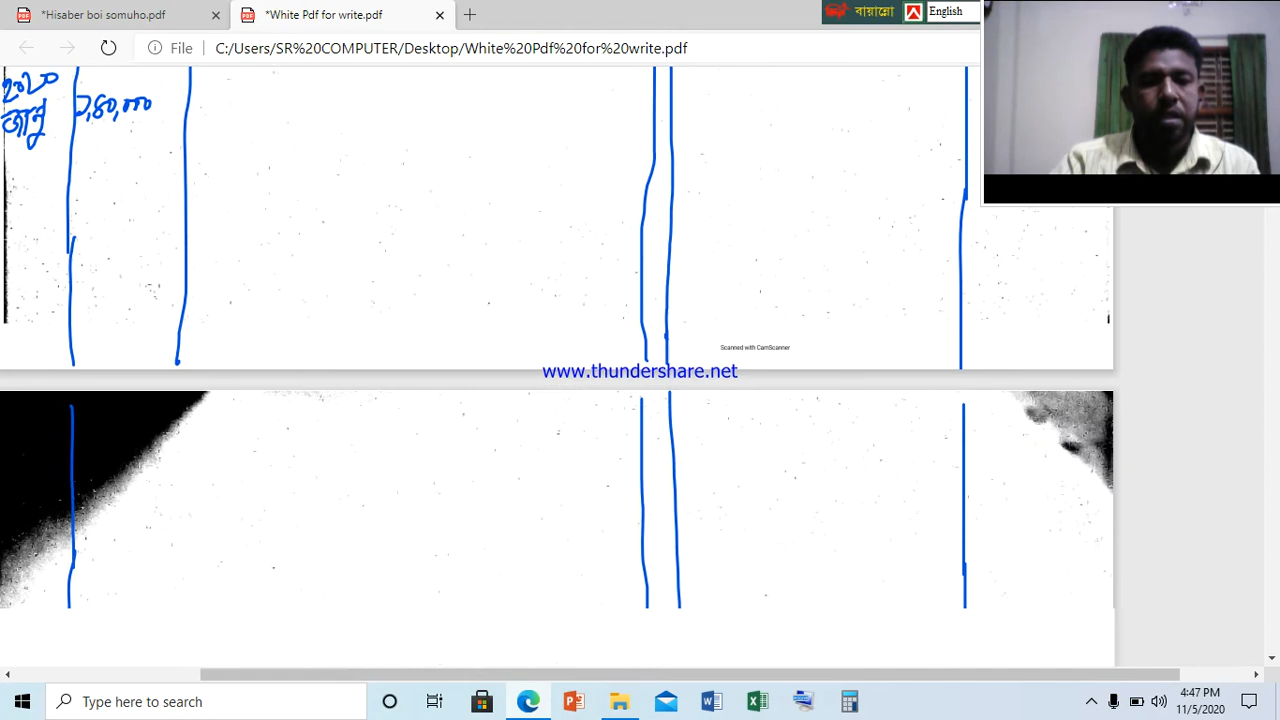 *Hisaber boi somadhan.pdf
*White Pdf for write.pdf
বায়ান্নো
English
File
C:/Users/SR%20COMPUTER/Desktop/White%20Pdf%20for%20write.pdf
২০২০
জানু
১,৪০,০০০
Scanned with CamScanner
www.thundershare.net
Type here to search
4:47 PM
11/5/2020